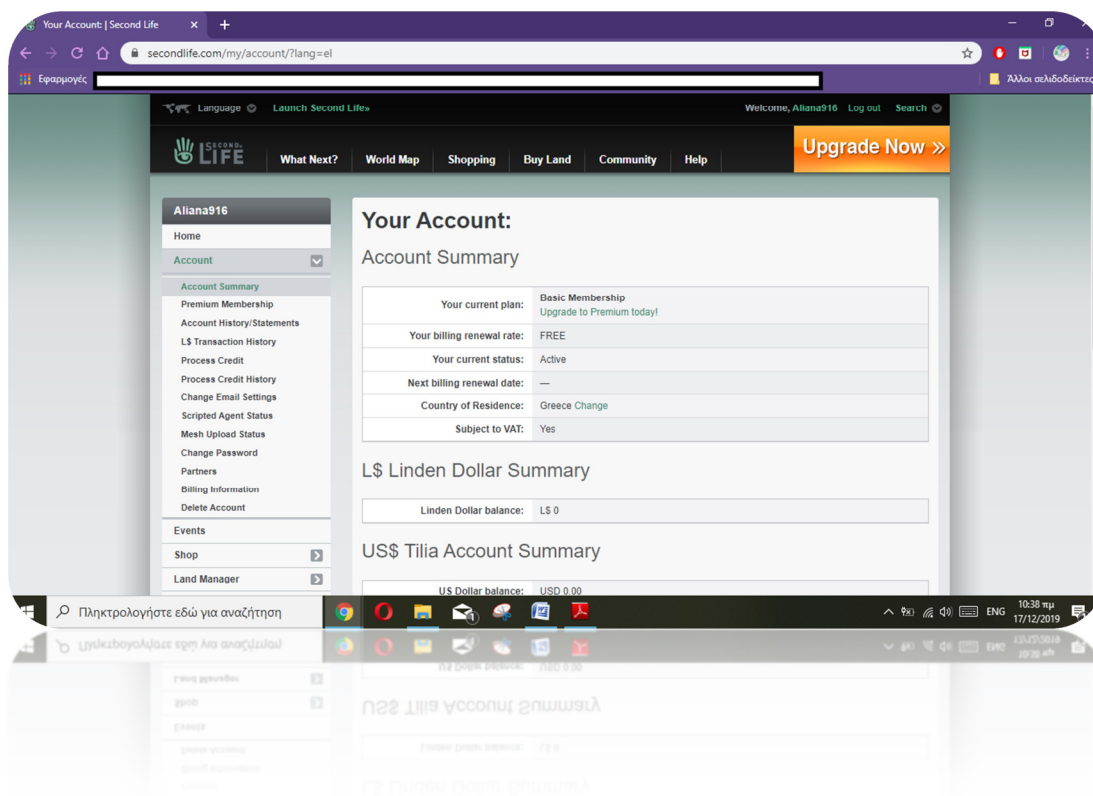 Your Account: | Second Life
secondlife.com/my/account/?lang=el
Εφαρμογές
Άλλοι σελιδοδείκτες
Language Launch Second Life» Welcome, Aliana916 Log out Search
SECOND LIFE What Next? World Map Shopping Buy Land Community Help Upgrade Now »
Aliana916
Home
Account
Account Summary
Premium Membership
Account History/Statements
L$ Transaction History
Process Credit
Process Credit History
Change Email Settings
Scripted Agent Status
Mesh Upload Status
Change Password
Partners
Billing Information
Delete Account
Events
Shop
Land Manager
Your Account:
Account Summary
Your current plan: Basic Membership
Upgrade to Premium today!
Your billing renewal rate: FREE
Your current status: Active
Next billing renewal date: —
Country of Residence: Greece Change
Subject to VAT: Yes
L$ Linden Dollar Summary
Linden Dollar balance: L$ 0
US$ Tilia Account Summary
US Dollar balance: USD 0.00
Πληκτρολογήστε εδώ για αναζήτηση
ENG
10:38 πμ
17/12/2019